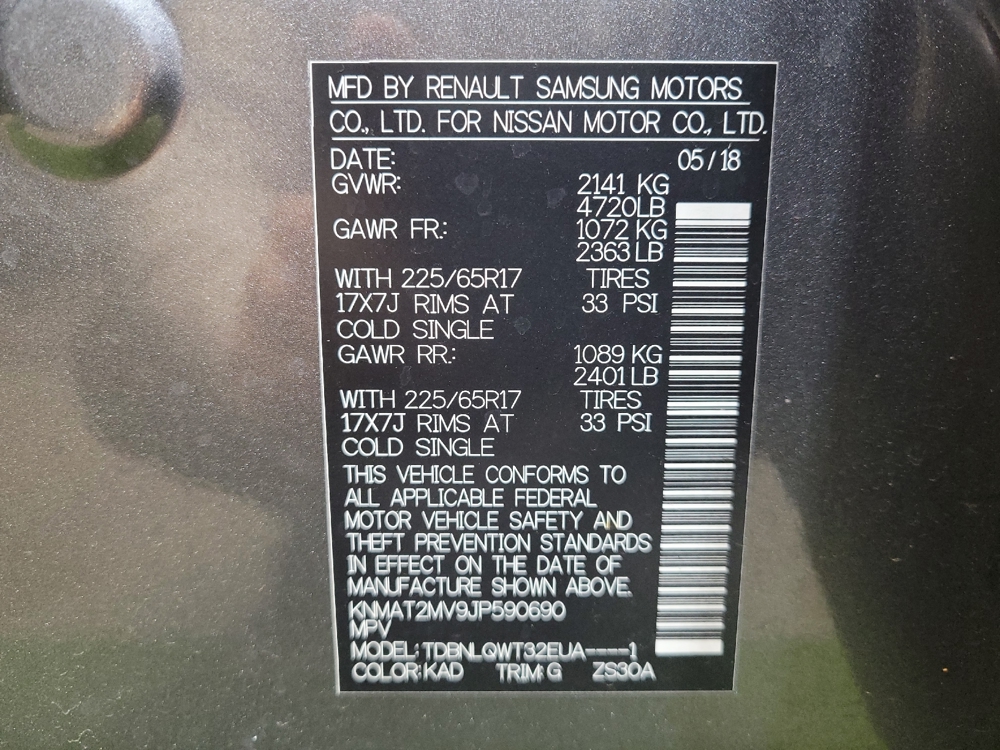 MFD BY RENAULT SAMSUNG MOTORS
CO., LTD. FOR NISSAN MOTOR CO., LTD.
DATE: 05/18
GVWR: 2141 KG
4720LB
GAWR FR.: 1072 KG
2363 LB
WITH 225/65R17 TIRES
17X7J RIMS AT 33 PSI
COLD SINGLE
GAWR RR.: 1089 KG
2401 LB
WITH 225/65R17 TIRES
17X7J RIMS AT 33 PSI
COLD SINGLE
THIS VEHICLE CONFORMS TO
ALL APPLICABLE FEDERAL
MOTOR VEHICLE SAFETY AND
THEFT PREVENTION STANDARDS
IN EFFECT ON THE DATE OF
MANUFACTURE SHOWN ABOVE.
KNMAT2MV9JP590690
MPV
MODEL: TDBNLQWT32EUA----1
COLOR: KAD TRIM: G ZS30A